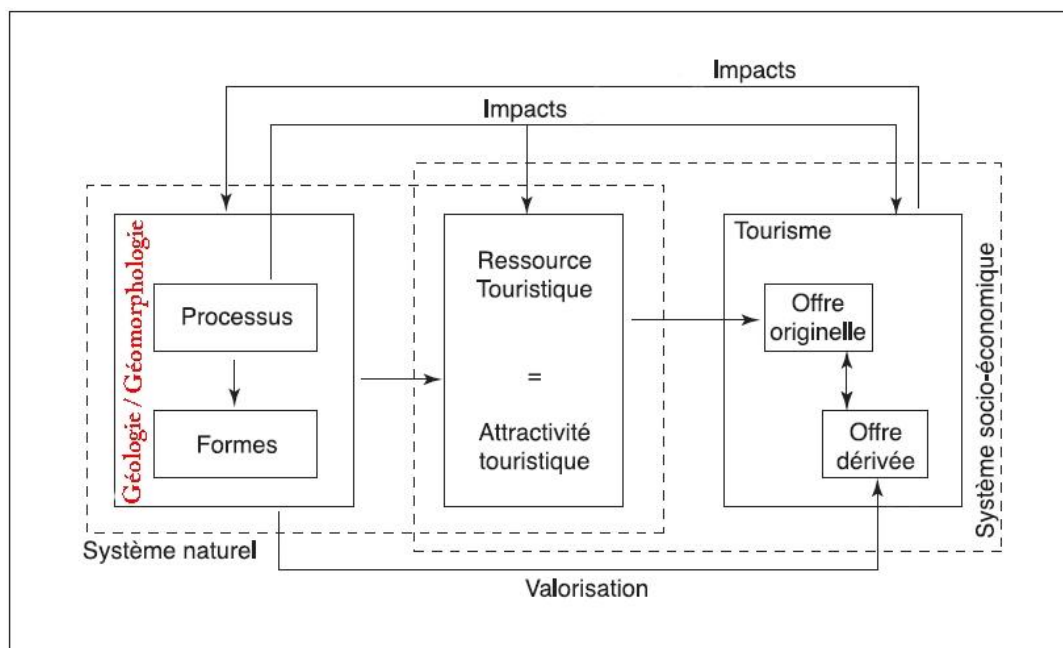 Impacts
Impacts
Géologie / Géomorphologie
Processus
Formes
Ressource
Touristique
=
Attractivité
touristique
Tourisme
Offre
originelle
Offre
dérivée
Système socio-économique
Système naturel
Valorisation